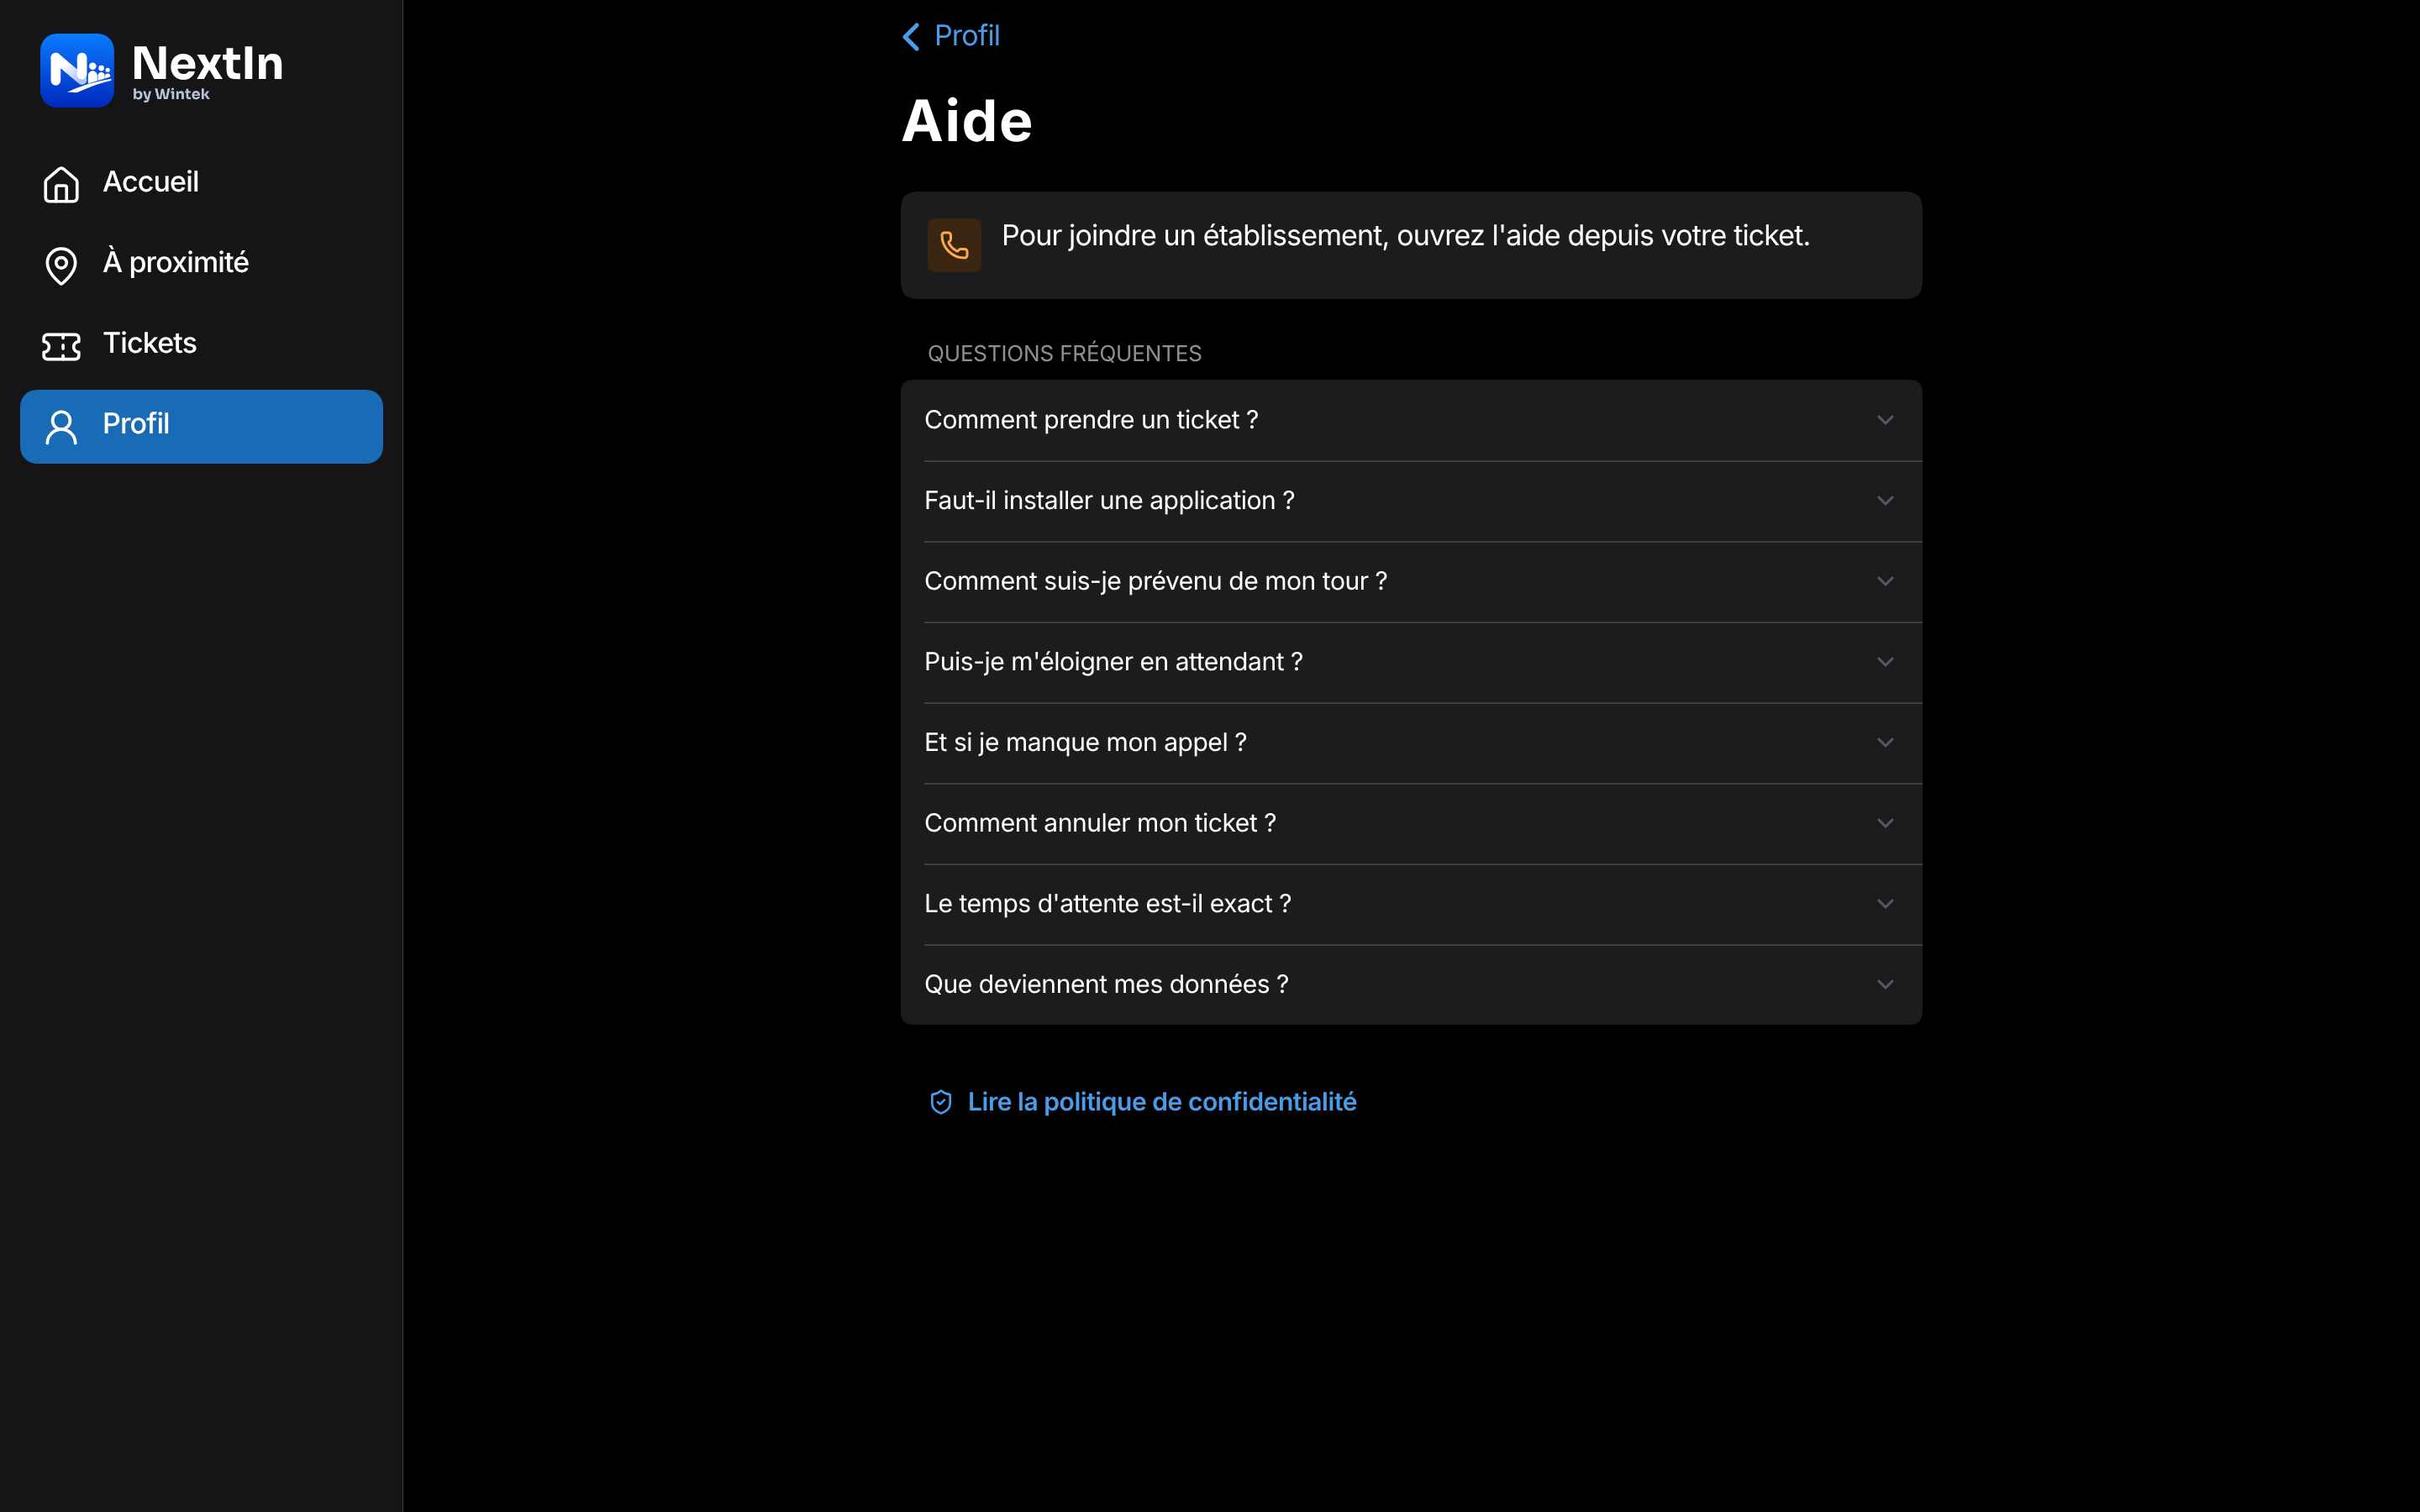 NextIn
by Wintek
Accueil
À proximité
Tickets
Profil
Profil
Aide
Pour joindre un établissement, ouvrez l'aide depuis votre ticket.
QUESTIONS FRÉQUENTES
Comment prendre un ticket ?
Faut-il installer une application ?
Comment suis-je prévenu de mon tour ?
Puis-je m'éloigner en attendant ?
Et si je manque mon appel ?
Comment annuler mon ticket ?
Le temps d'attente est-il exact ?
Que deviennent mes données ?
Lire la politique de confidentialité